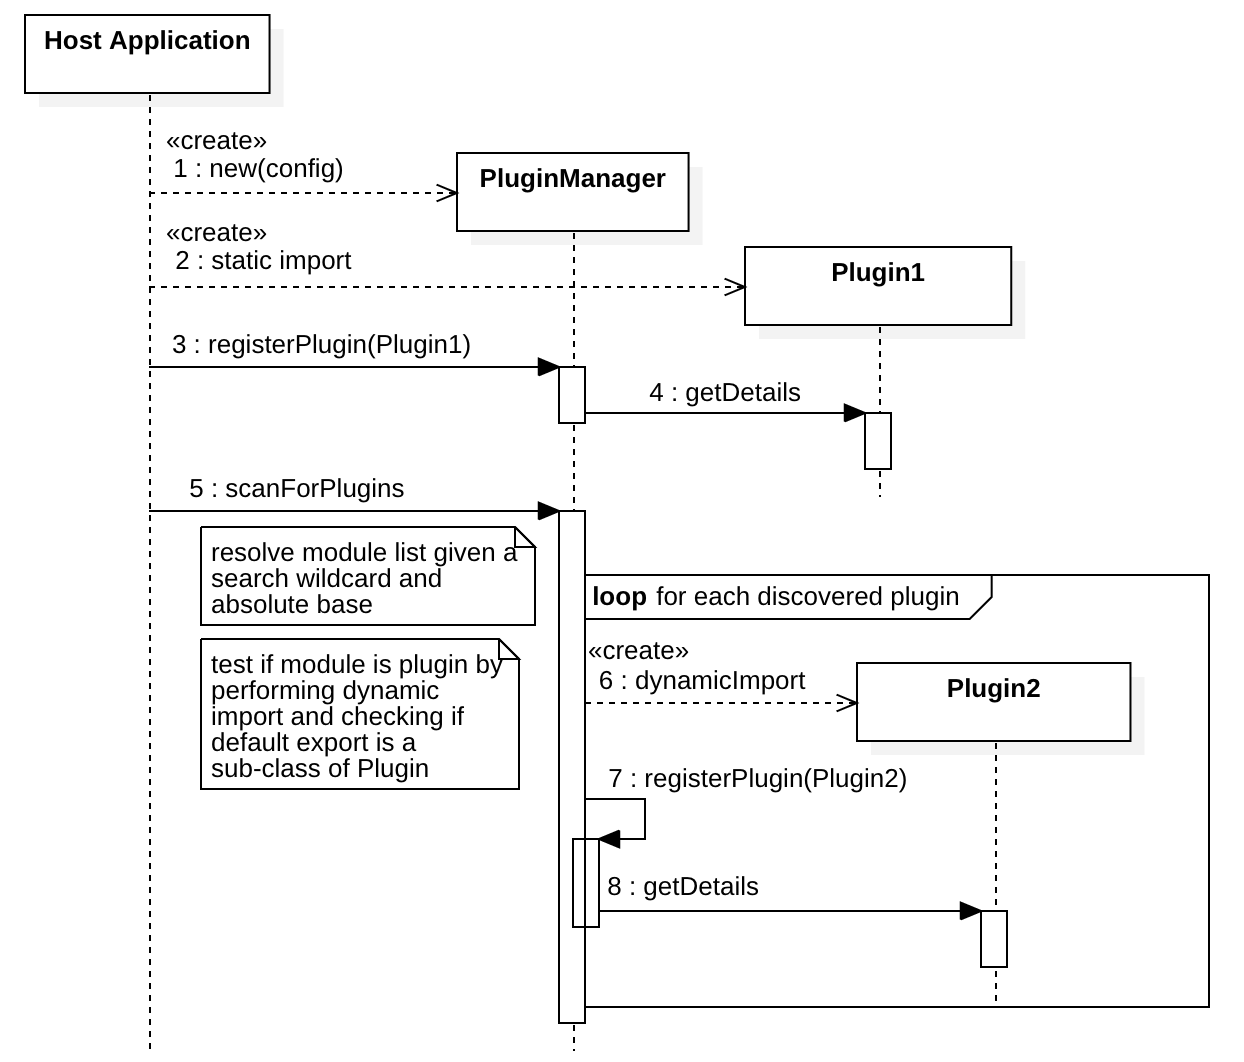 Host Application
«create»
1 : new(config)
PluginManager
«create»
2 : static import
Plugin1
3 : registerPlugin(Plugin1)
4 : getDetails
5 : scanForPlugins
resolve module list given a
search wildcard and
absolute base
loop for each discovered plugin
test if module is plugin by
performing dynamic
import and checking if
default export is a
sub-class of Plugin
«create»
6 : dynamicImport
Plugin2
7 : registerPlugin(Plugin2)
8 : getDetails